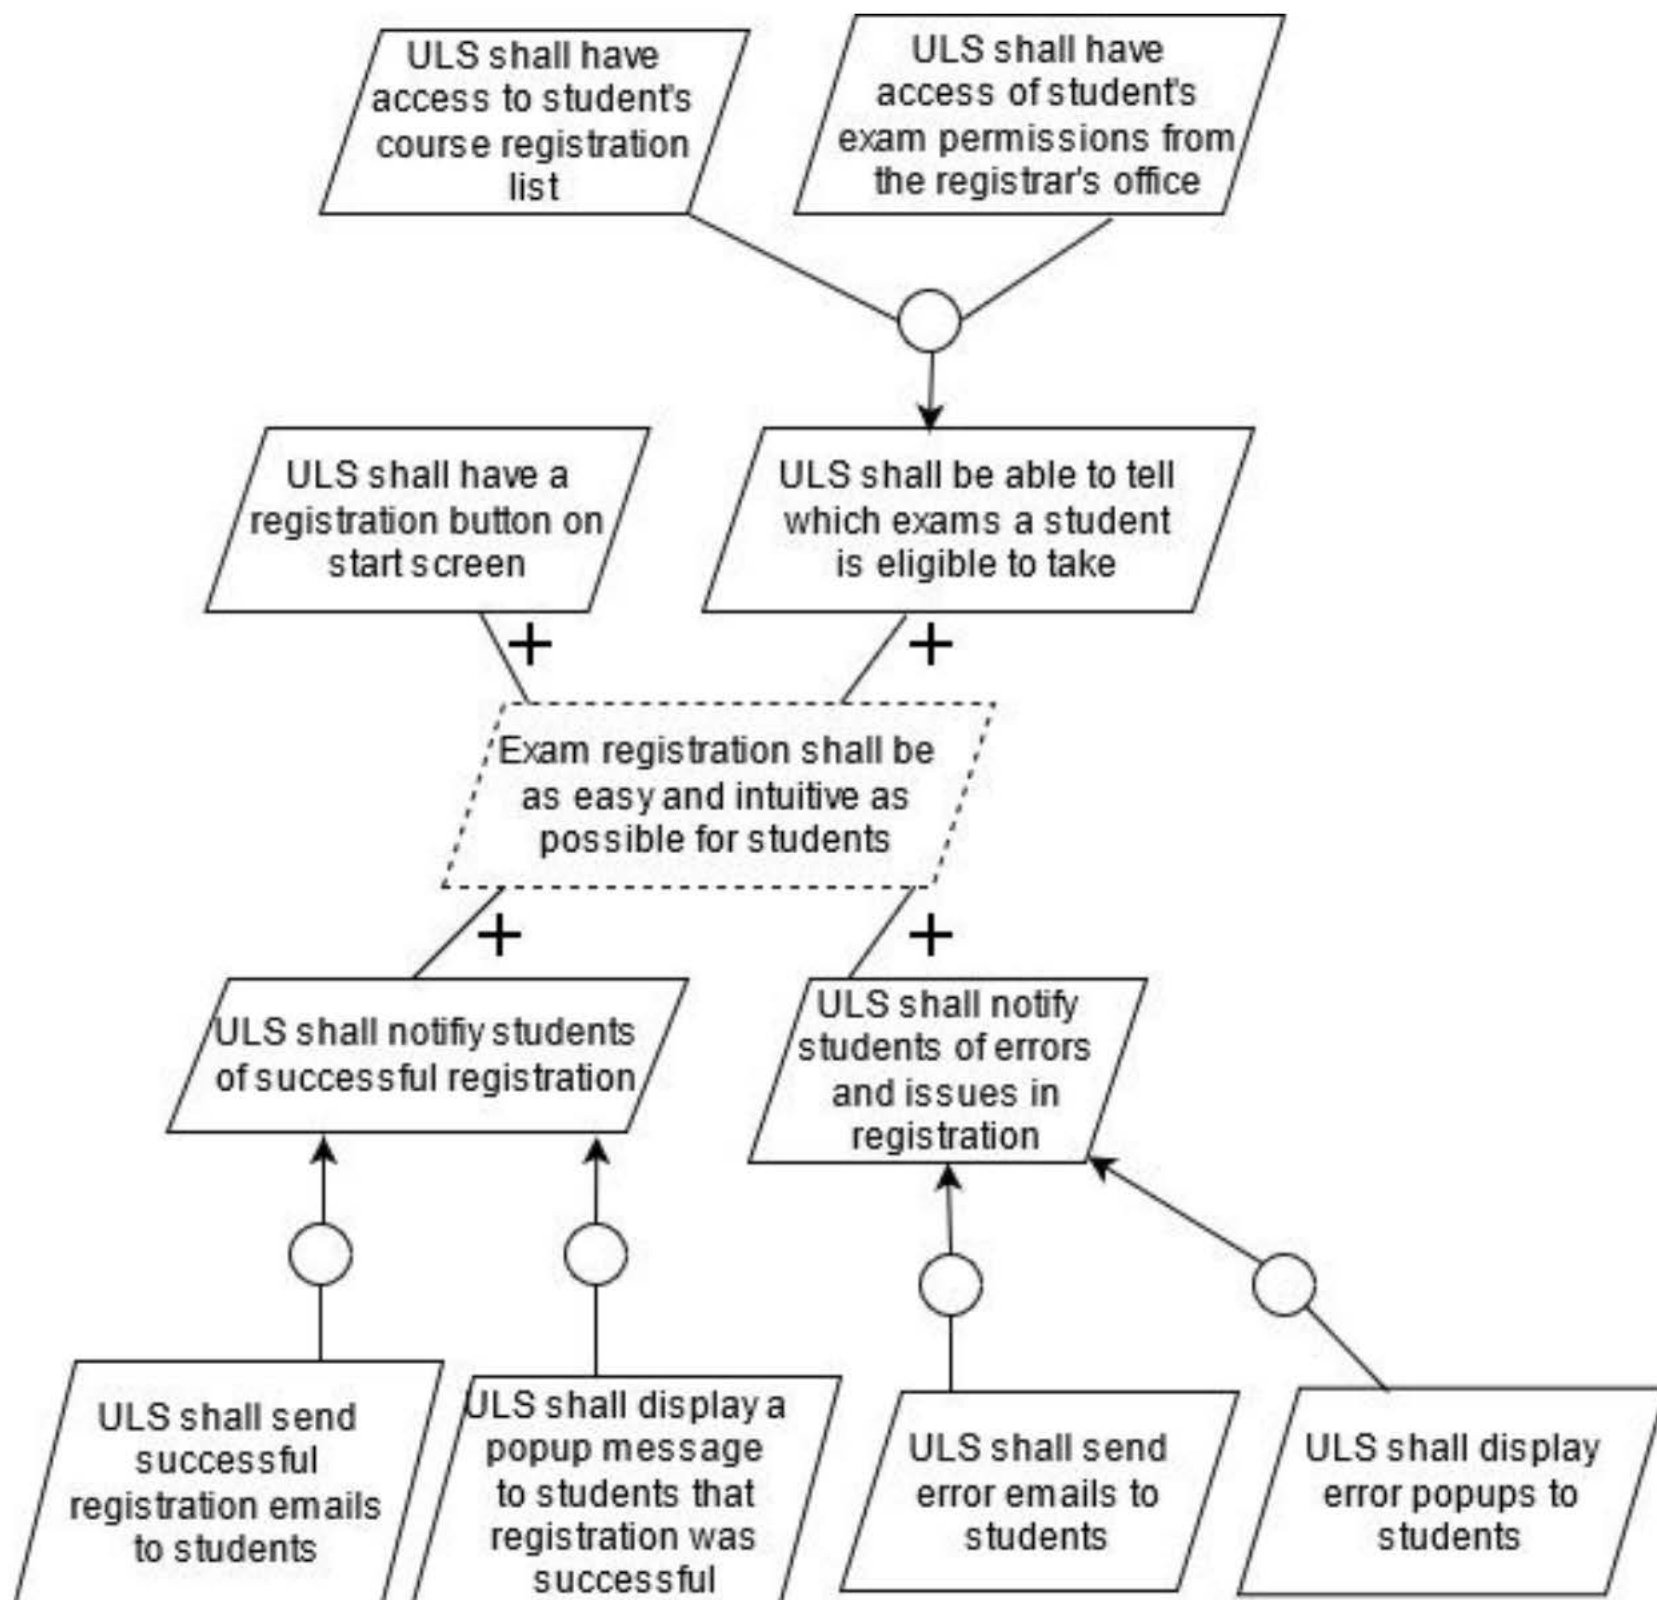 ULS shall have
access to student's
course registration
list
ULS shall have
access of student's
exam permissions from
the registrar's office
ULS shall have a
registration button on
start screen
ULS shall be able to tell
which exams a student
is eligible to take
+
+
Exam registration shall be
as easy and intuitive as
possible for students
+
+
ULS shall notifiy students
of successful registration
ULS shall notify
students of errors
and issues in
registration
ULS shall send
successful
registration emails
to students
ULS shall display a
popup message
to students that
registration was
successful
ULS shall send
error emails to
students
ULS shall display
error popups to
students